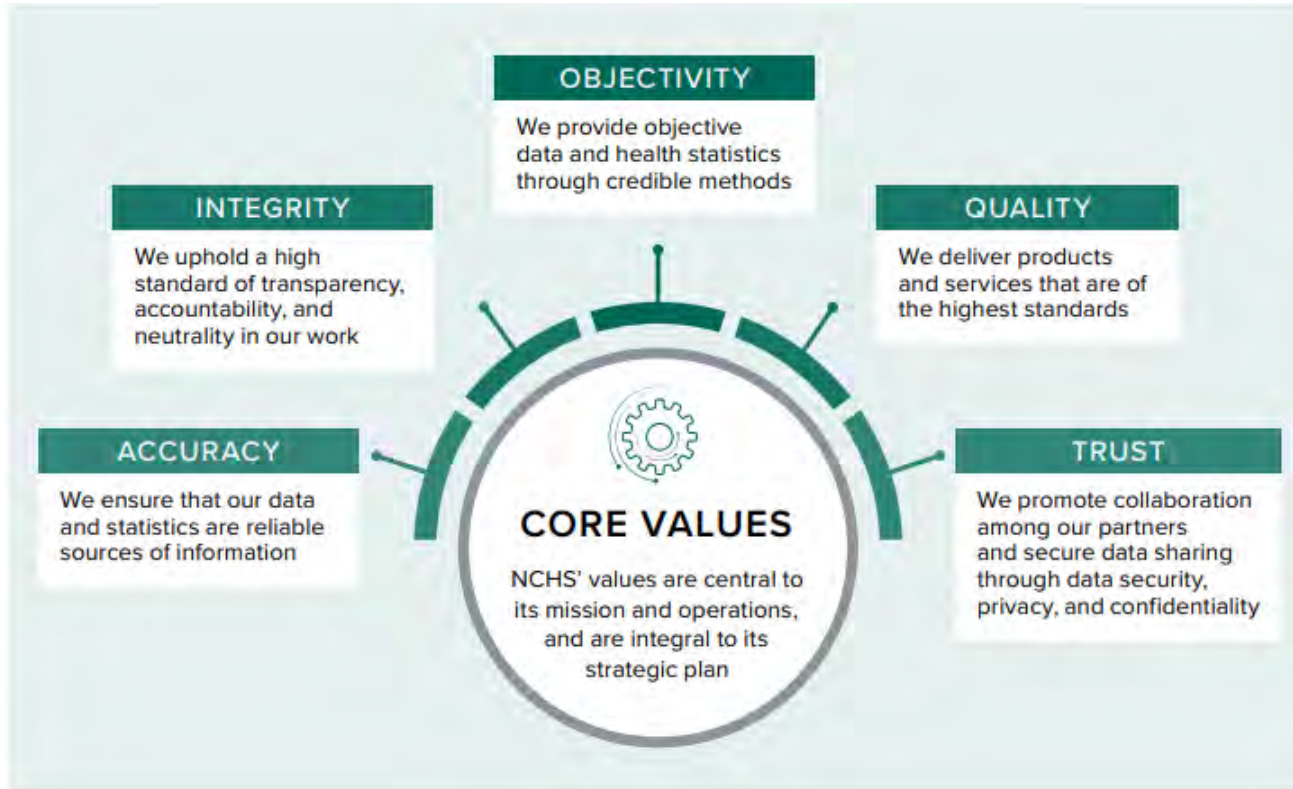 OBJECTIVITY
We provide objective
data and health statistics
through credible methods
INTEGRITY
We uphold a high
standard of transparency,
accountability, and
neutrality in our work
QUALITY
We deliver products
and services that are of
the highest standards
ACCURACY
We ensure that our data
and statistics are reliable
sources of information
TRUST
We promote collaboration
among our partners
and secure data sharing
through data security,
privacy, and confidentiality
CORE VALUES
NCHS’ values are central to
its mission and operations,
and are integral to its
strategic plan